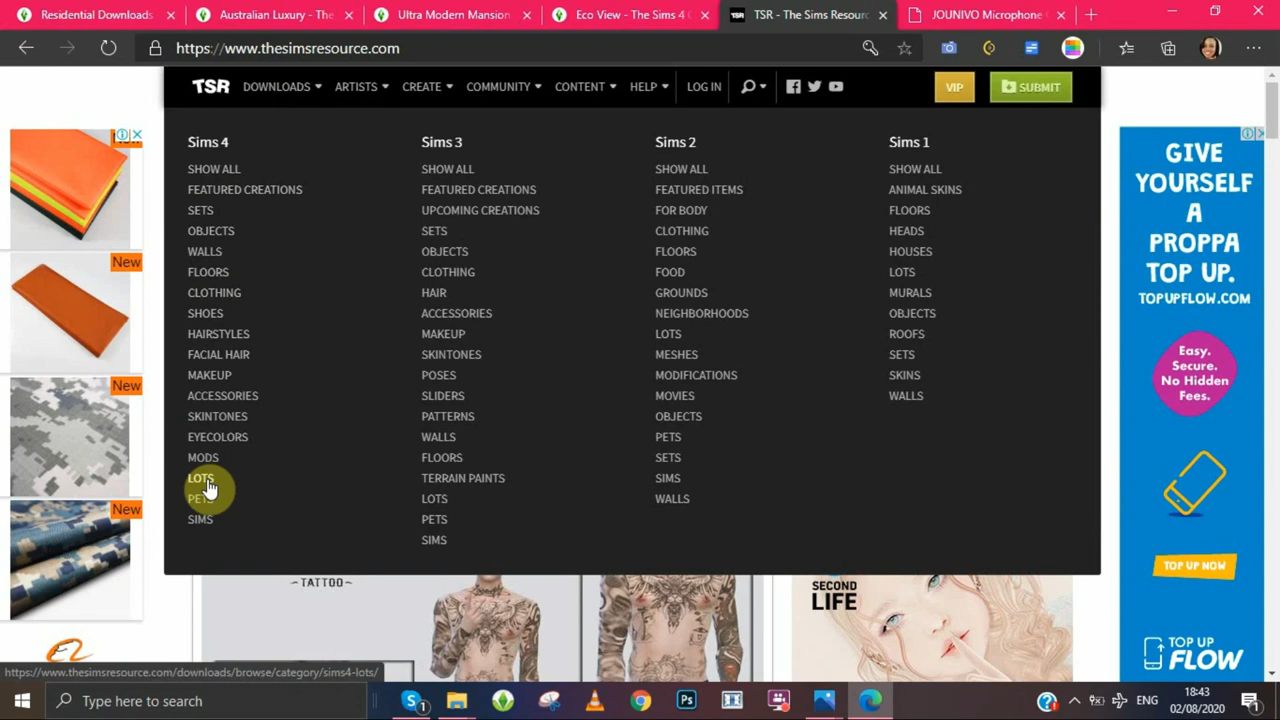 Residential Downloads
Australian Luxury - The
Ultra Modern Mansion
Eco View - The Sims 4
TSR - The Sims Resourc
JOUNIVO Microphone
https://www.thesimsresource.com
TSR DOWNLOADS ARTISTS CREATE COMMUNITY CONTENT HELP LOG IN VIP SUBMIT
Sims 4
SHOW ALL
FEATURED CREATIONS
SETS
OBJECTS
WALLS
FLOORS
CLOTHING
SHOES
HAIRSTYLES
FACIAL HAIR
MAKEUP
ACCESSORIES
SKINTONES
EYECOLORS
MODS
LOTS
PETS
SIMS
Sims 3
SHOW ALL
FEATURED CREATIONS
UPCOMING CREATIONS
SETS
OBJECTS
CLOTHING
HAIR
ACCESSORIES
MAKEUP
SKINTONES
POSES
SLIDERS
PATTERNS
WALLS
FLOORS
TERRAIN PAINTS
LOTS
PETS
SIMS
Sims 2
SHOW ALL
FEATURED ITEMS
FOR BODY
CLOTHING
FLOORS
FOOD
GROUNDS
NEIGHBORHOODS
LOTS
MESHES
MODIFICATIONS
MOVIES
OBJECTS
PETS
SETS
SIMS
WALLS
Sims 1
SHOW ALL
ANIMAL SKINS
FLOORS
HEADS
HOUSES
LOTS
MURALS
OBJECTS
ROOFS
SETS
SKINS
WALLS
New
New
New
GIVE
YOURSELF
A
PROPPA
TOP UP.
TOPUPFLOW.COM
Easy.
Secure.
No Hidden
Fees.
TOP UP NOW
TOP UP
FLOW
~TATTOO~
SECOND
LIFE
https://www.thesimsresource.com/downloads/browse/category/sims4-lots/
Type here to search
ENG
18:43
02/08/2020